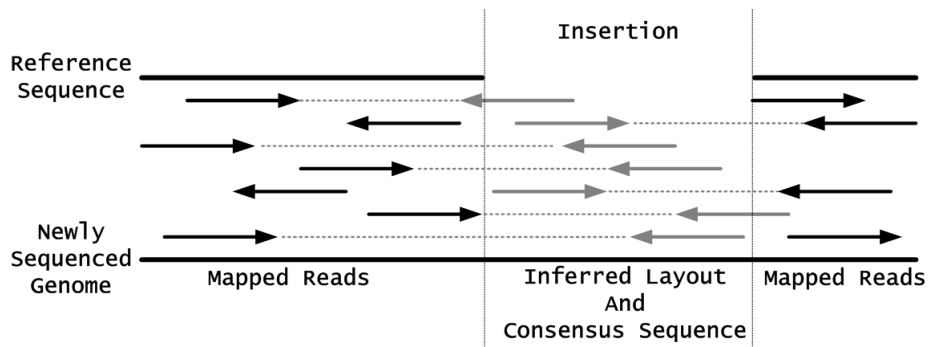 Insertion
Reference
Sequence
Newly
Sequenced
Genome
Mapped Reads
Inferred Layout
And
Consensus Sequence
Mapped Reads